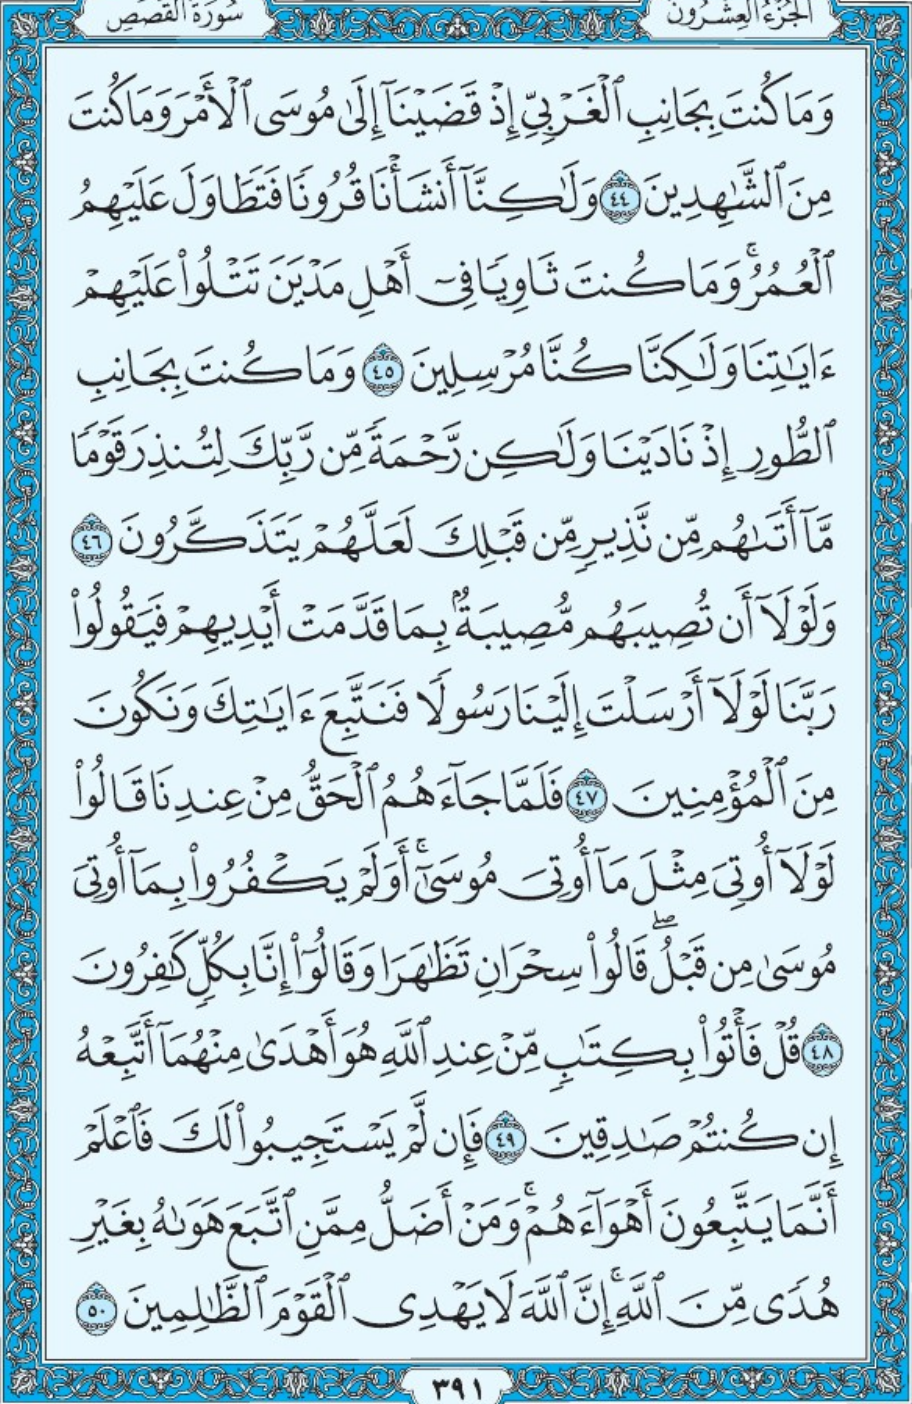 سُورَةُ الْقَصَصِ
الجُزْءُ الْعِشْرُونَ
وَمَا كُنتَ بِجَانِبِ ٱلْغَرْبِيِّ إِذْ قَضَيْنَآ إِلَىٰ مُوسَى ٱلْأَمْرَ وَمَا كُنتَ
مِنَ ٱلشَّٰهِدِينَ ٤٤ وَلَٰكِنَّآ أَنشَأْنَا قُرُونًا فَتَطَاوَلَ عَلَيْهِمُ
ٱلْعُمُرُ ۚ وَمَا كُنتَ ثَاوِيًا فِىٓ أَهْلِ مَدْيَنَ تَتْلُوا۟ عَلَيْهِمْ
ءَايَٰتِنَا وَلَٰكِنَّا كُنَّا مُرْسِلِينَ ٤٥ وَمَا كُنتَ بِجَانِبِ
ٱلطُّورِ إِذْ نَادَيْنَا وَلَٰكِن رَّحْمَةً مِّن رَّبِّكَ لِتُنذِرَ قَوْمًا
مَّآ أَتَىٰهُم مِّن نَّذِيرٍ مِّن قَبْلِكَ لَعَلَّهُمْ يَتَذَكَّرُونَ ٤٦
وَلَوْلَآ أَن تُصِيبَهُم مُّصِيبَةٌۢ بِمَا قَدَّمَتْ أَيْدِيهِمْ فَيَقُولُوا۟
رَبَّنَا لَوْلَآ أَرْسَلْتَ إِلَيْنَا رَسُولًا فَنَتَّبِعَ ءَايَٰتِكَ وَنَكُونَ
مِنَ ٱلْمُؤْمِنِينَ ٤٧ فَلَمَّا جَآءَهُمُ ٱلْحَقُّ مِنْ عِندِنَا قَالُوا۟
لَوْلَآ أُوتِىَ مِثْلَ مَآ أُوتِىَ مُوسَىٰٓ ۚ أَوَلَمْ يَكْفُرُوا۟ بِمَآ أُوتِىَ
مُوسَىٰ مِن قَبْلُ ۖ قَالُوا۟ سِحْرَانِ تَظَٰهَرَا وَقَالُوٓا۟ إِنَّا بِكُلٍّ كَٰفِرُونَ
٤٨ قُلْ فَأْتُوا۟ بِكِتَٰبٍ مِّنْ عِندِ ٱللَّهِ هُوَ أَهْدَىٰ مِنْهُمَآ أَتَّبِعْهُ
إِن كُنتُمْ صَٰدِقِينَ ٤٩ فَإِن لَّمْ يَسْتَجِيبُوا۟ لَكَ فَٱعْلَمْ
أَنَّمَا يَتَّبِعُونَ أَهْوَآءَهُمْ ۚ وَمَنْ أَضَلُّ مِمَّنِ ٱتَّبَعَ هَوَىٰهُ بِغَيْرِ
هُدًى مِّنَ ٱللَّهِ ۚ إِنَّ ٱللَّهَ لَا يَهْدِى ٱلْقَوْمَ ٱلظَّٰلِمِينَ ٥٠
٣٩١